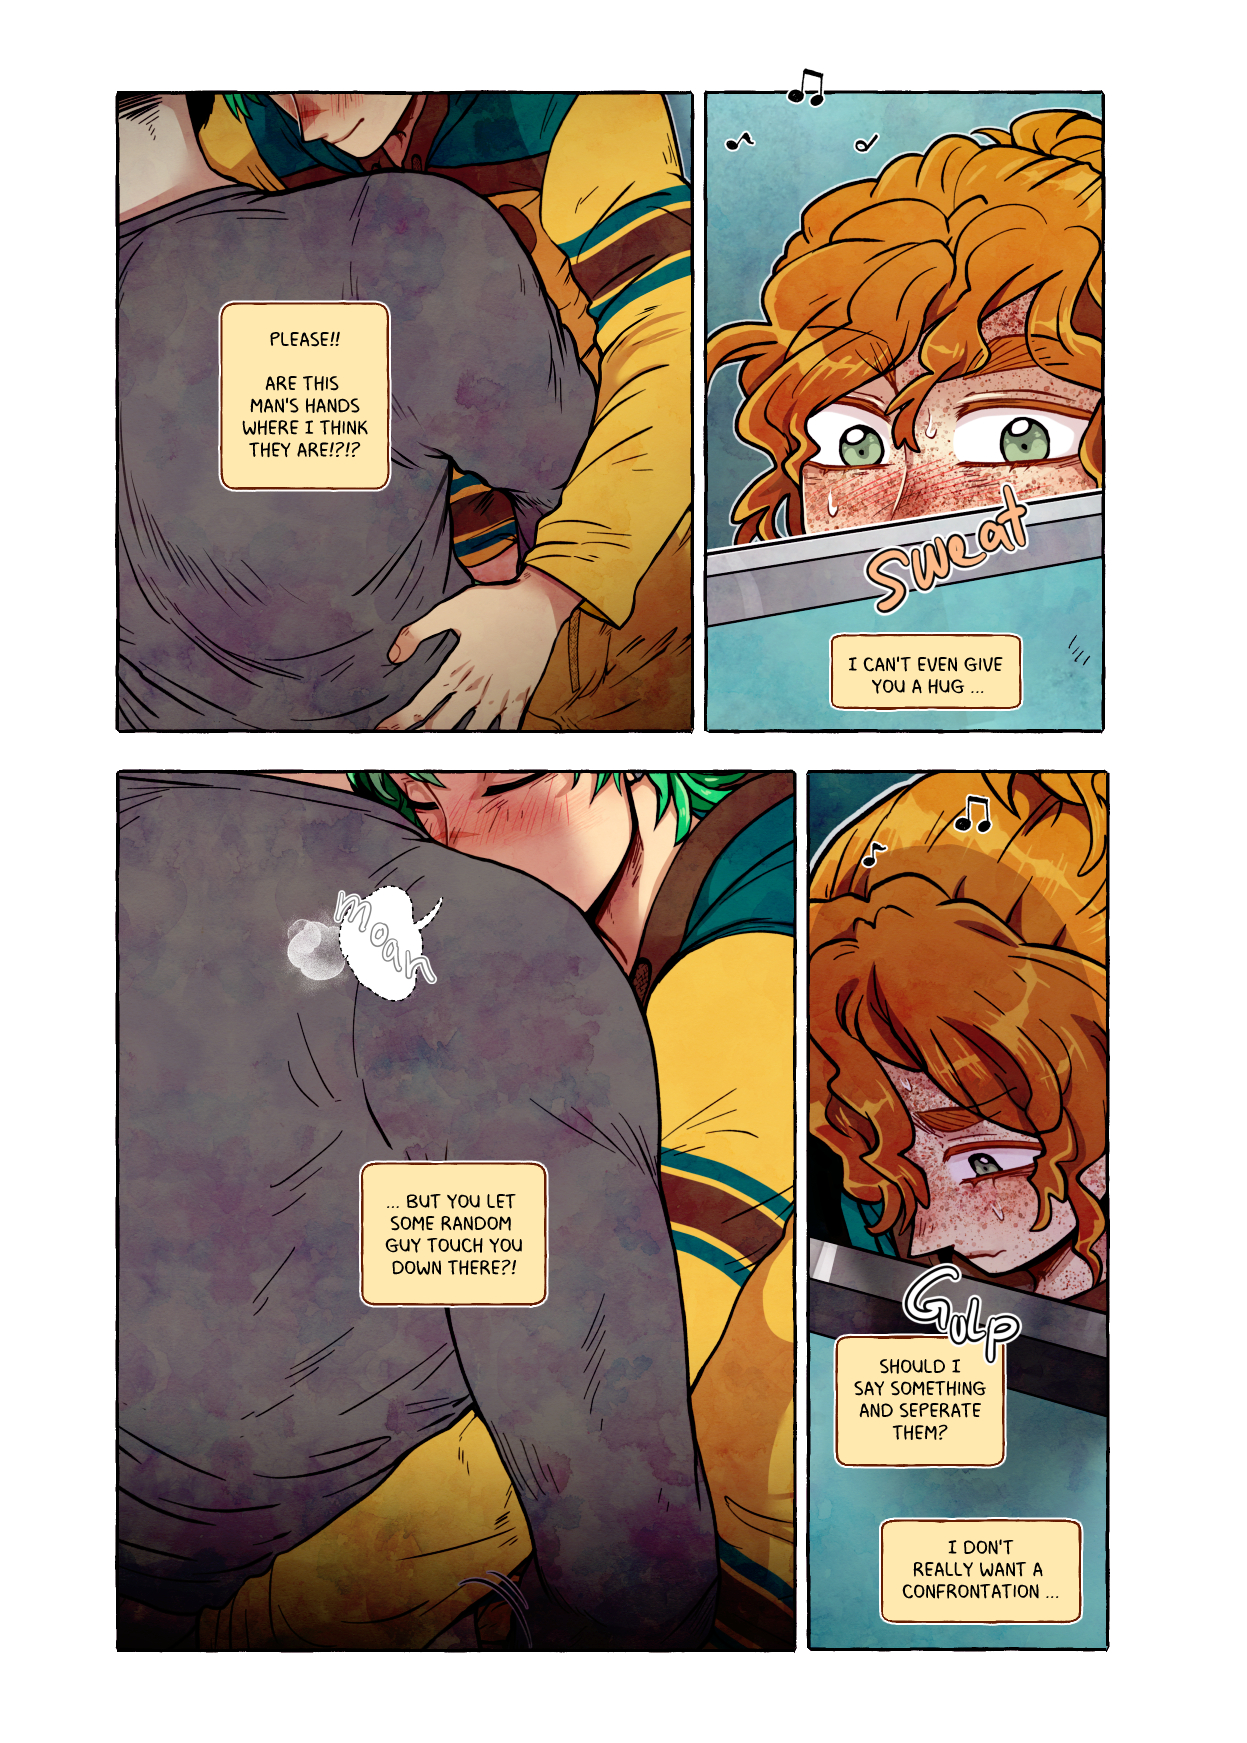 PLEASE!!
ARE THIS
MAN'S HANDS
WHERE I THINK
THEY ARE!?!?
SWEAT
I CAN'T EVEN GIVE
YOU A HUG ...
moan
... BUT YOU LET
SOME RANDOM
GUY TOUCH YOU
DOWN THERE?!
GULP
SHOULD I
SAY SOMETHING
AND SEPERATE
THEM?
I DON'T
REALLY WANT A
CONFRONTATION ...